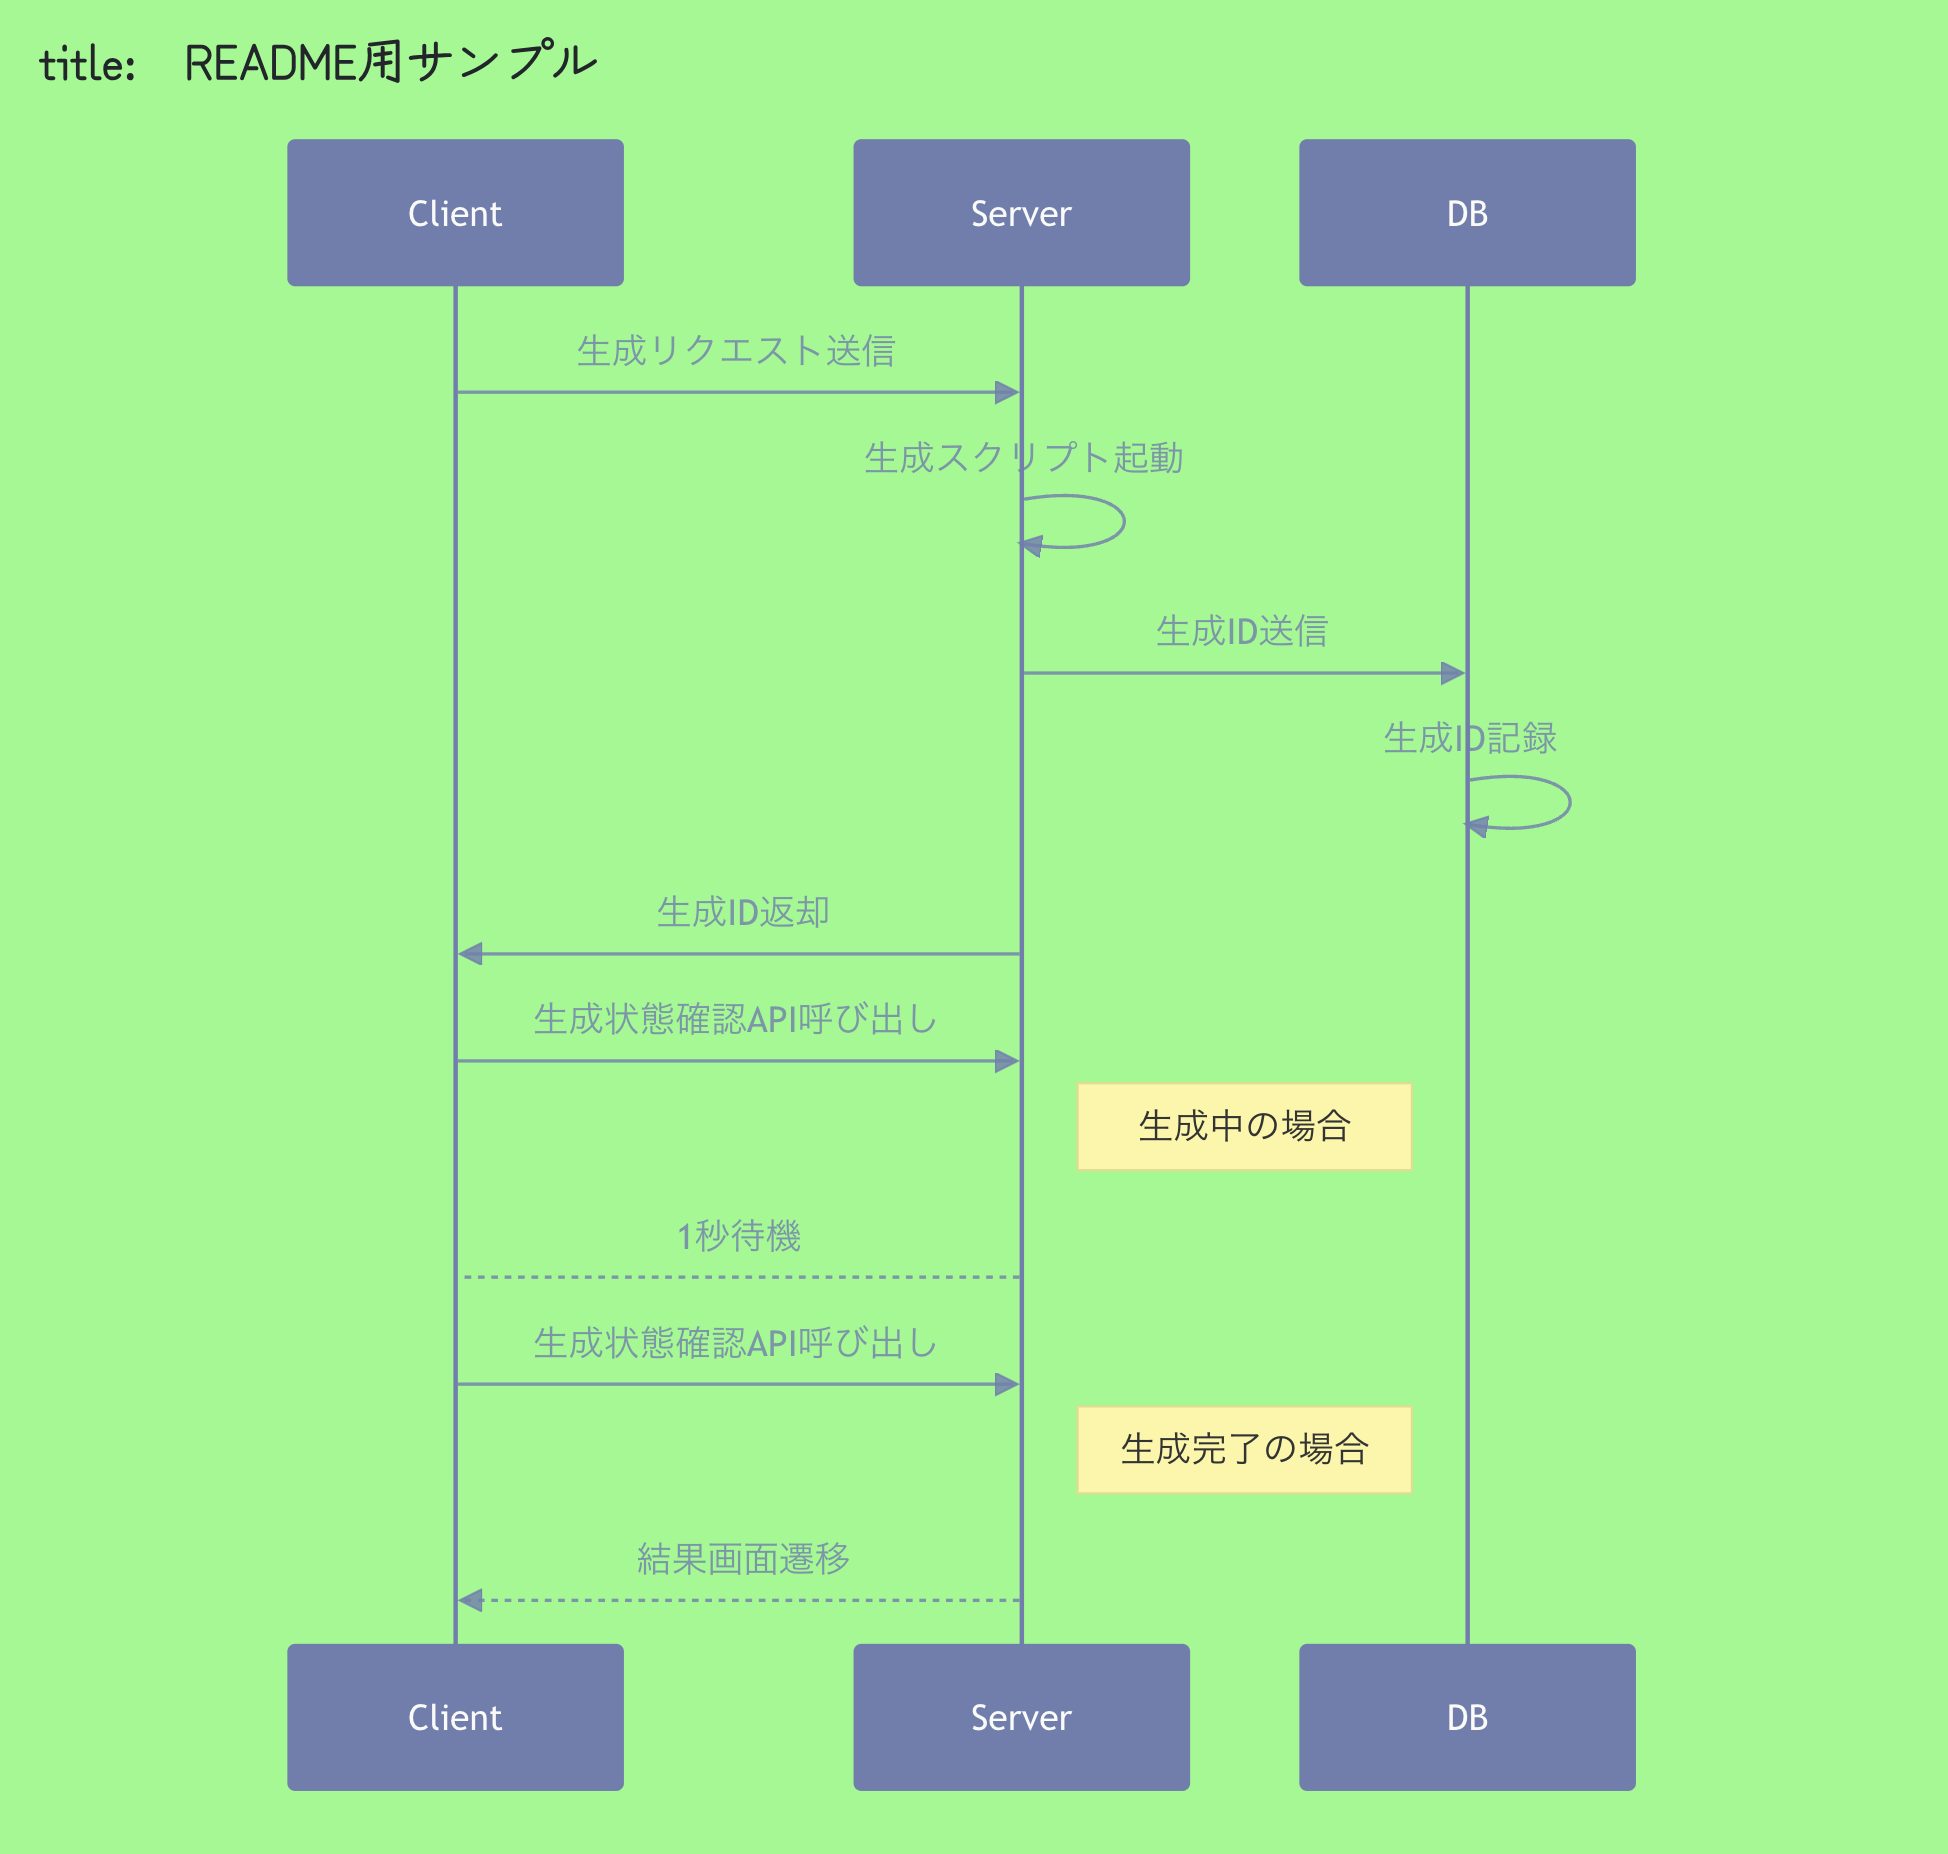 title: README用サンプル
Client
Server
DB
生成リクエスト送信
生成スクリプト起動
生成ID送信
生成ID記録
生成ID返却
生成状態確認API呼び出し
生成中の場合
1秒待機
生成状態確認API呼び出し
生成完了の場合
結果画面遷移
Client
Server
DB